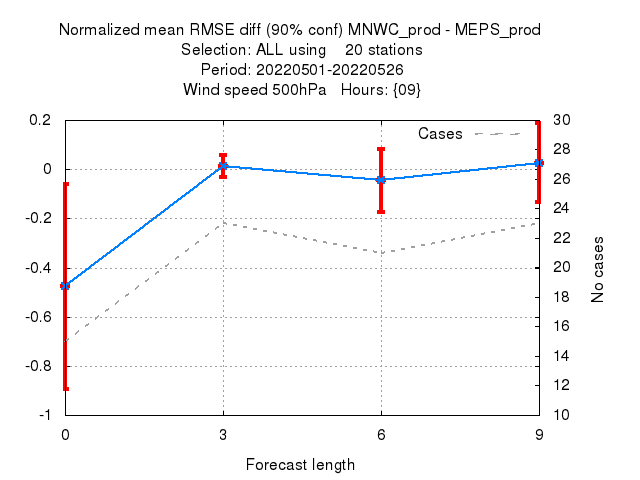 Normalized mean RMSE diff (90% conf) MNWC_prod - MEPS_prod
Selection: ALL using 20 stations
Period: 20220501-20220526
Wind speed 500hPa Hours: {09}
Cases
0.2
0
-0.2
-0.4
-0.6
-0.8
-1
30
28
26
24
22
20
18
16
14
12
10
No cases
0 3 6 9
Forecast length